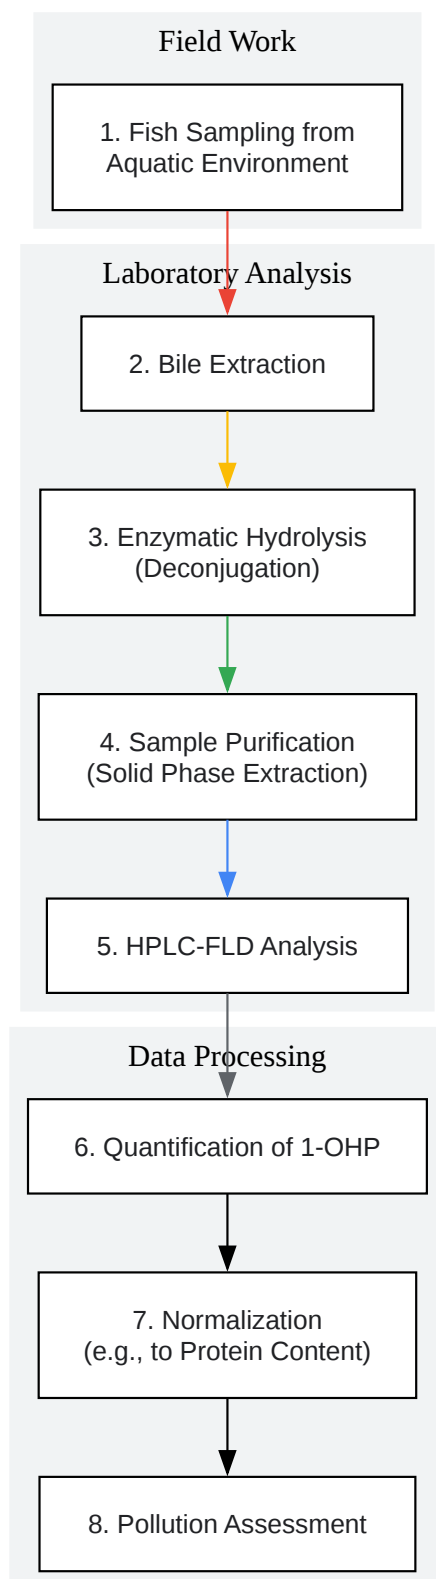 Field Work
1. Fish Sampling from
Aquatic Environment
Laboratory Analysis
2. Bile Extraction
3. Enzymatic Hydrolysis
(Deconjugation)
4. Sample Purification
(Solid Phase Extraction)
5. HPLC-FLD Analysis
Data Processing
6. Quantification of 1-OHP
7. Normalization
(e.g., to Protein Content)
8. Pollution Assessment